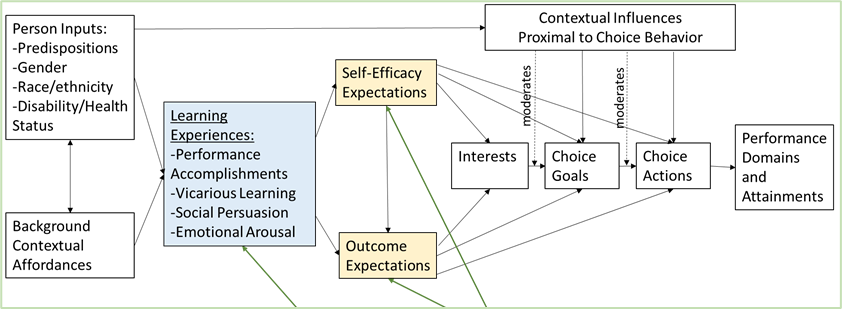 Person Inputs:
-Predispositions
-Gender
-Race/ethnicity
-Disability/Health
Status
Background
Contextual
Affordances
Learning
Experiences:
-Performance
Accomplishments
-Vicarious Learning
-Social Persuasion
-Emotional Arousal
Self-Efficacy
Expectations
Outcome
Expectations
Contextual Influences
Proximal to Choice Behavior
moderates
moderates
Interests
Choice
Goals
Choice
Actions
Performance
Domains
and
Attainments